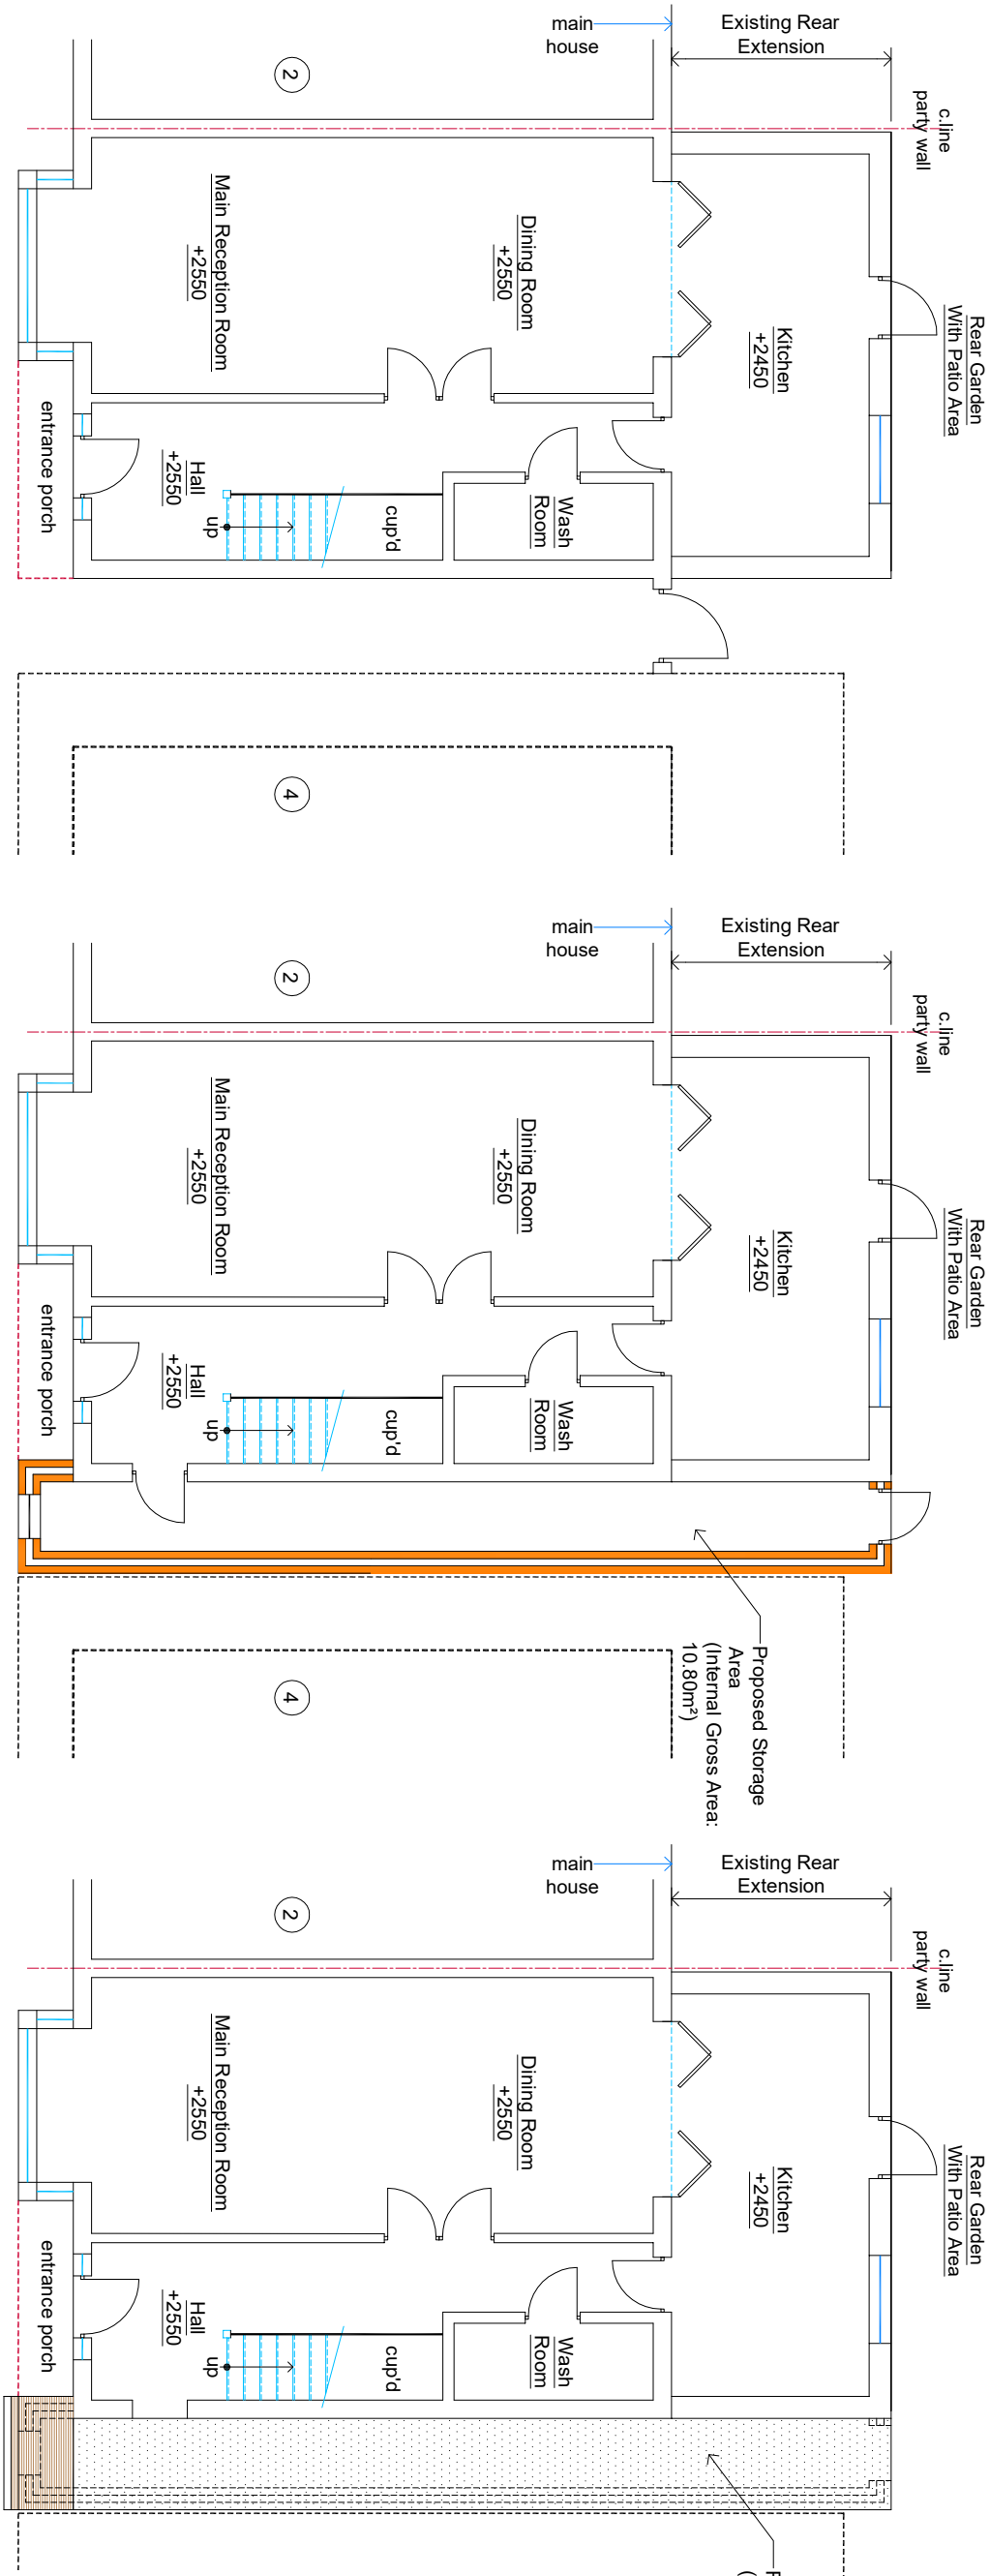 main
house
Existing Rear
Extension
c.line
party wall
2
Main Reception Room
+2550
Dining Room
+2550
Kitchen
+2450
Rear Garden
With Patio Area
entrance porch
Hall
+2550
up
cup'd
Wash
Room
4
main
house
Existing Rear
Extension
c.line
party wall
2
Main Reception Room
+2550
Dining Room
+2550
Kitchen
+2450
Rear Garden
With Patio Area
entrance porch
Hall
+2550
up
cup'd
Wash
Room
Proposed Storage
Area
(Internal Gross Area:
10.80m²)
4
main
house
Existing Rear
Extension
c.line
party wall
2
Main Reception Room
+2550
Dining Room
+2550
Kitchen
+2450
Rear Garden
With Patio Area
entrance porch
Hall
+2550
up
cup'd
Wash
Room